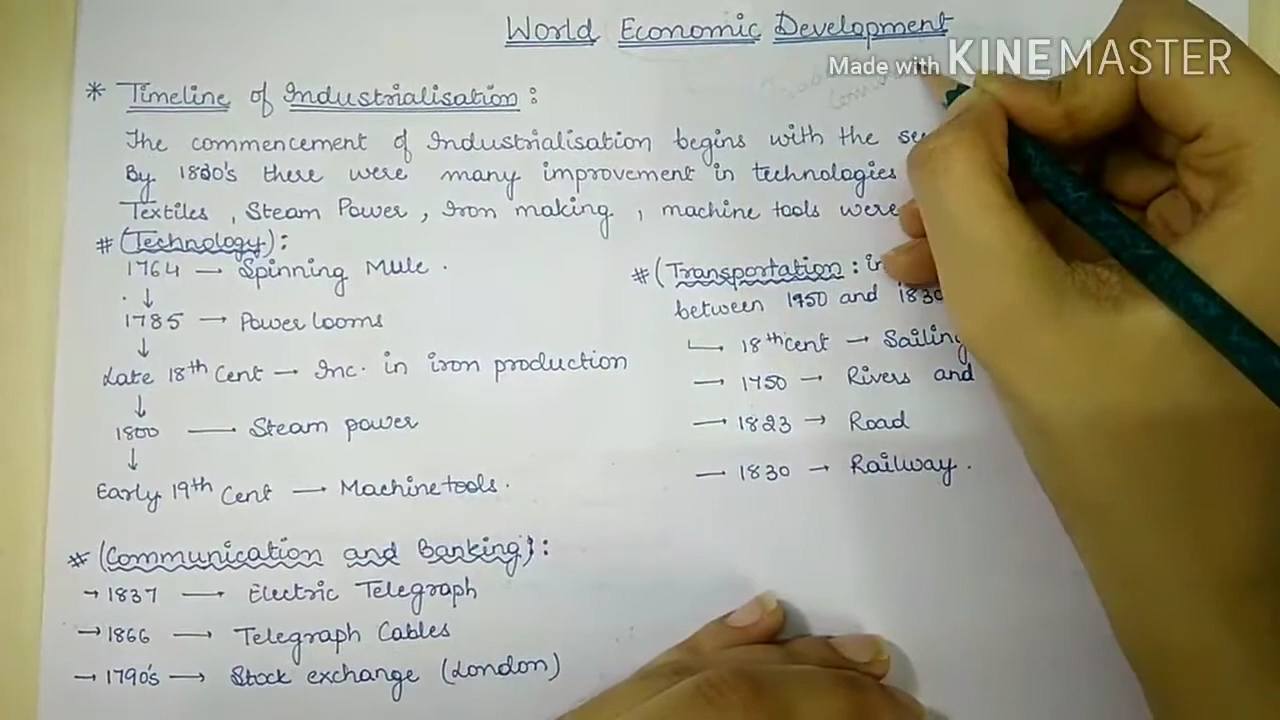 World Economic Development
Made with KINEMASTER
* Timeline of Industrialisation :
The commencement of Industrialisation begins with the
By 1830's there were many improvement in technologies
Textiles , Steam Power , Iron making , machine tools were
# (Technology) :
1764 — Spinning Mule .
↓
1785 → Power looms
↓
Late 18th Cent → Inc. in iron production
↓
1800 — Steam power
↓
Early 19th Cent → Machine tools.
# (Transportation :
between 1750 and 1830
↳ 18th cent → Sailing
— 1750 → Rivers and
— 1823 → Road
— 1830 → Railway .
# (Communication and Banking) :
→ 1837 → Electric Telegraph
→ 1866 → Telegraph Cables
→ 1790's → Stock exchange (London)